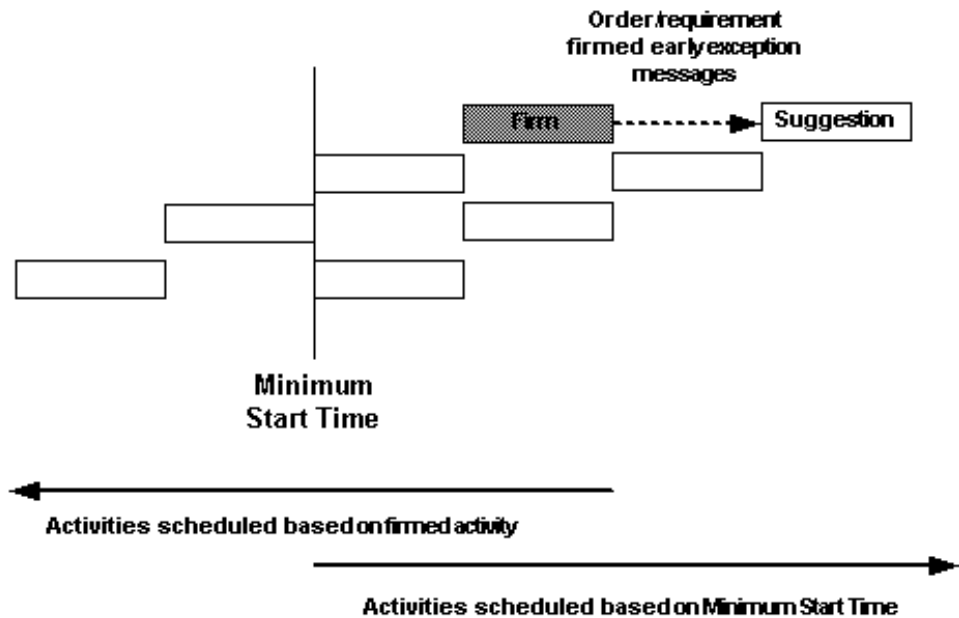 Order/requirement
firmed early exception
messages
Firm
Suggestion
Minimum
Start Time
Activities scheduled based on firmed activity
Activities scheduled based on Minimum Start Time